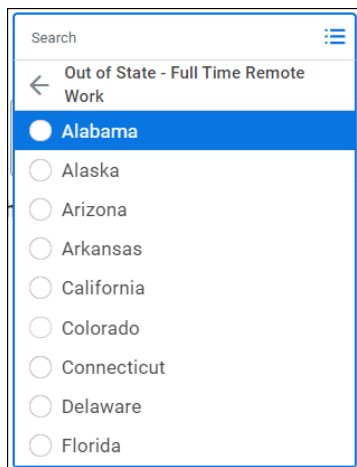 Search
Out of State - Full Time Remote
Work
Alabama
Alaska
Arizona
Arkansas
California
Colorado
Connecticut
Delaware
Florida